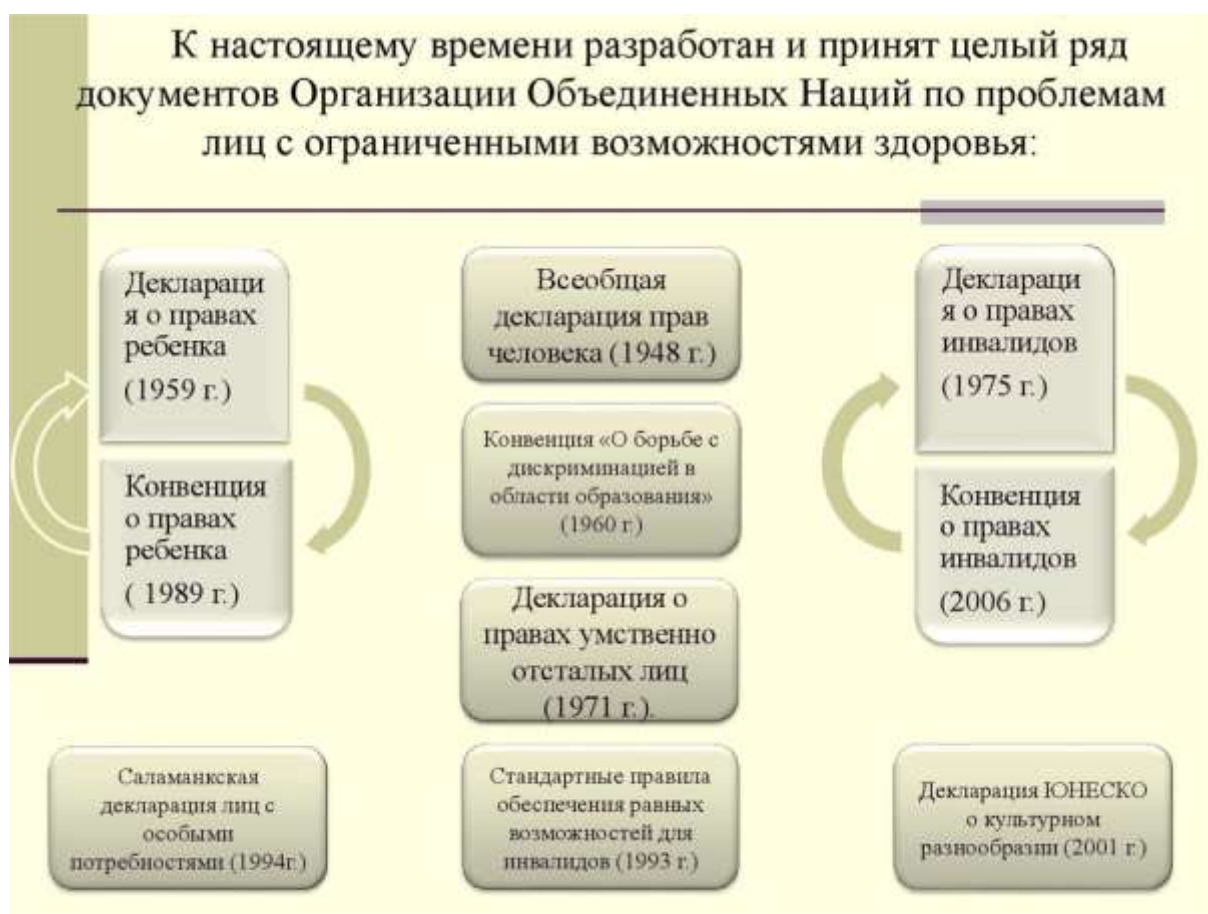 К настоящему времени разработан и принят целый ряд
документов Организации Объединенных Наций по проблемам
лиц с ограниченными возможностями здоровья:
Деклараци
я о правах
ребенка
(1959 г.)
Конвенция
о правах
ребенка
( 1989 г.)
Всеобщая
декларация прав
человека (1948 г.)
Конвенция «О борьбе с
дискриминацией в
области образования»
(1960 г.)
Декларация о
правах умственно
отсталых лиц
(1971 г.).
Деклараци
я о правах
инвалидов
(1975 г.)
Конвенция
о правах
инвалидов
(2006 г.)
Саламанкская
декларация лиц с
особыми
потребностями (1994г.)
Стандартные правила
обеспечения равных
возможностей для
инвалидов (1993 г.)
Декларация ЮНЕСКО
о культурном
разнообразии (2001 г.)